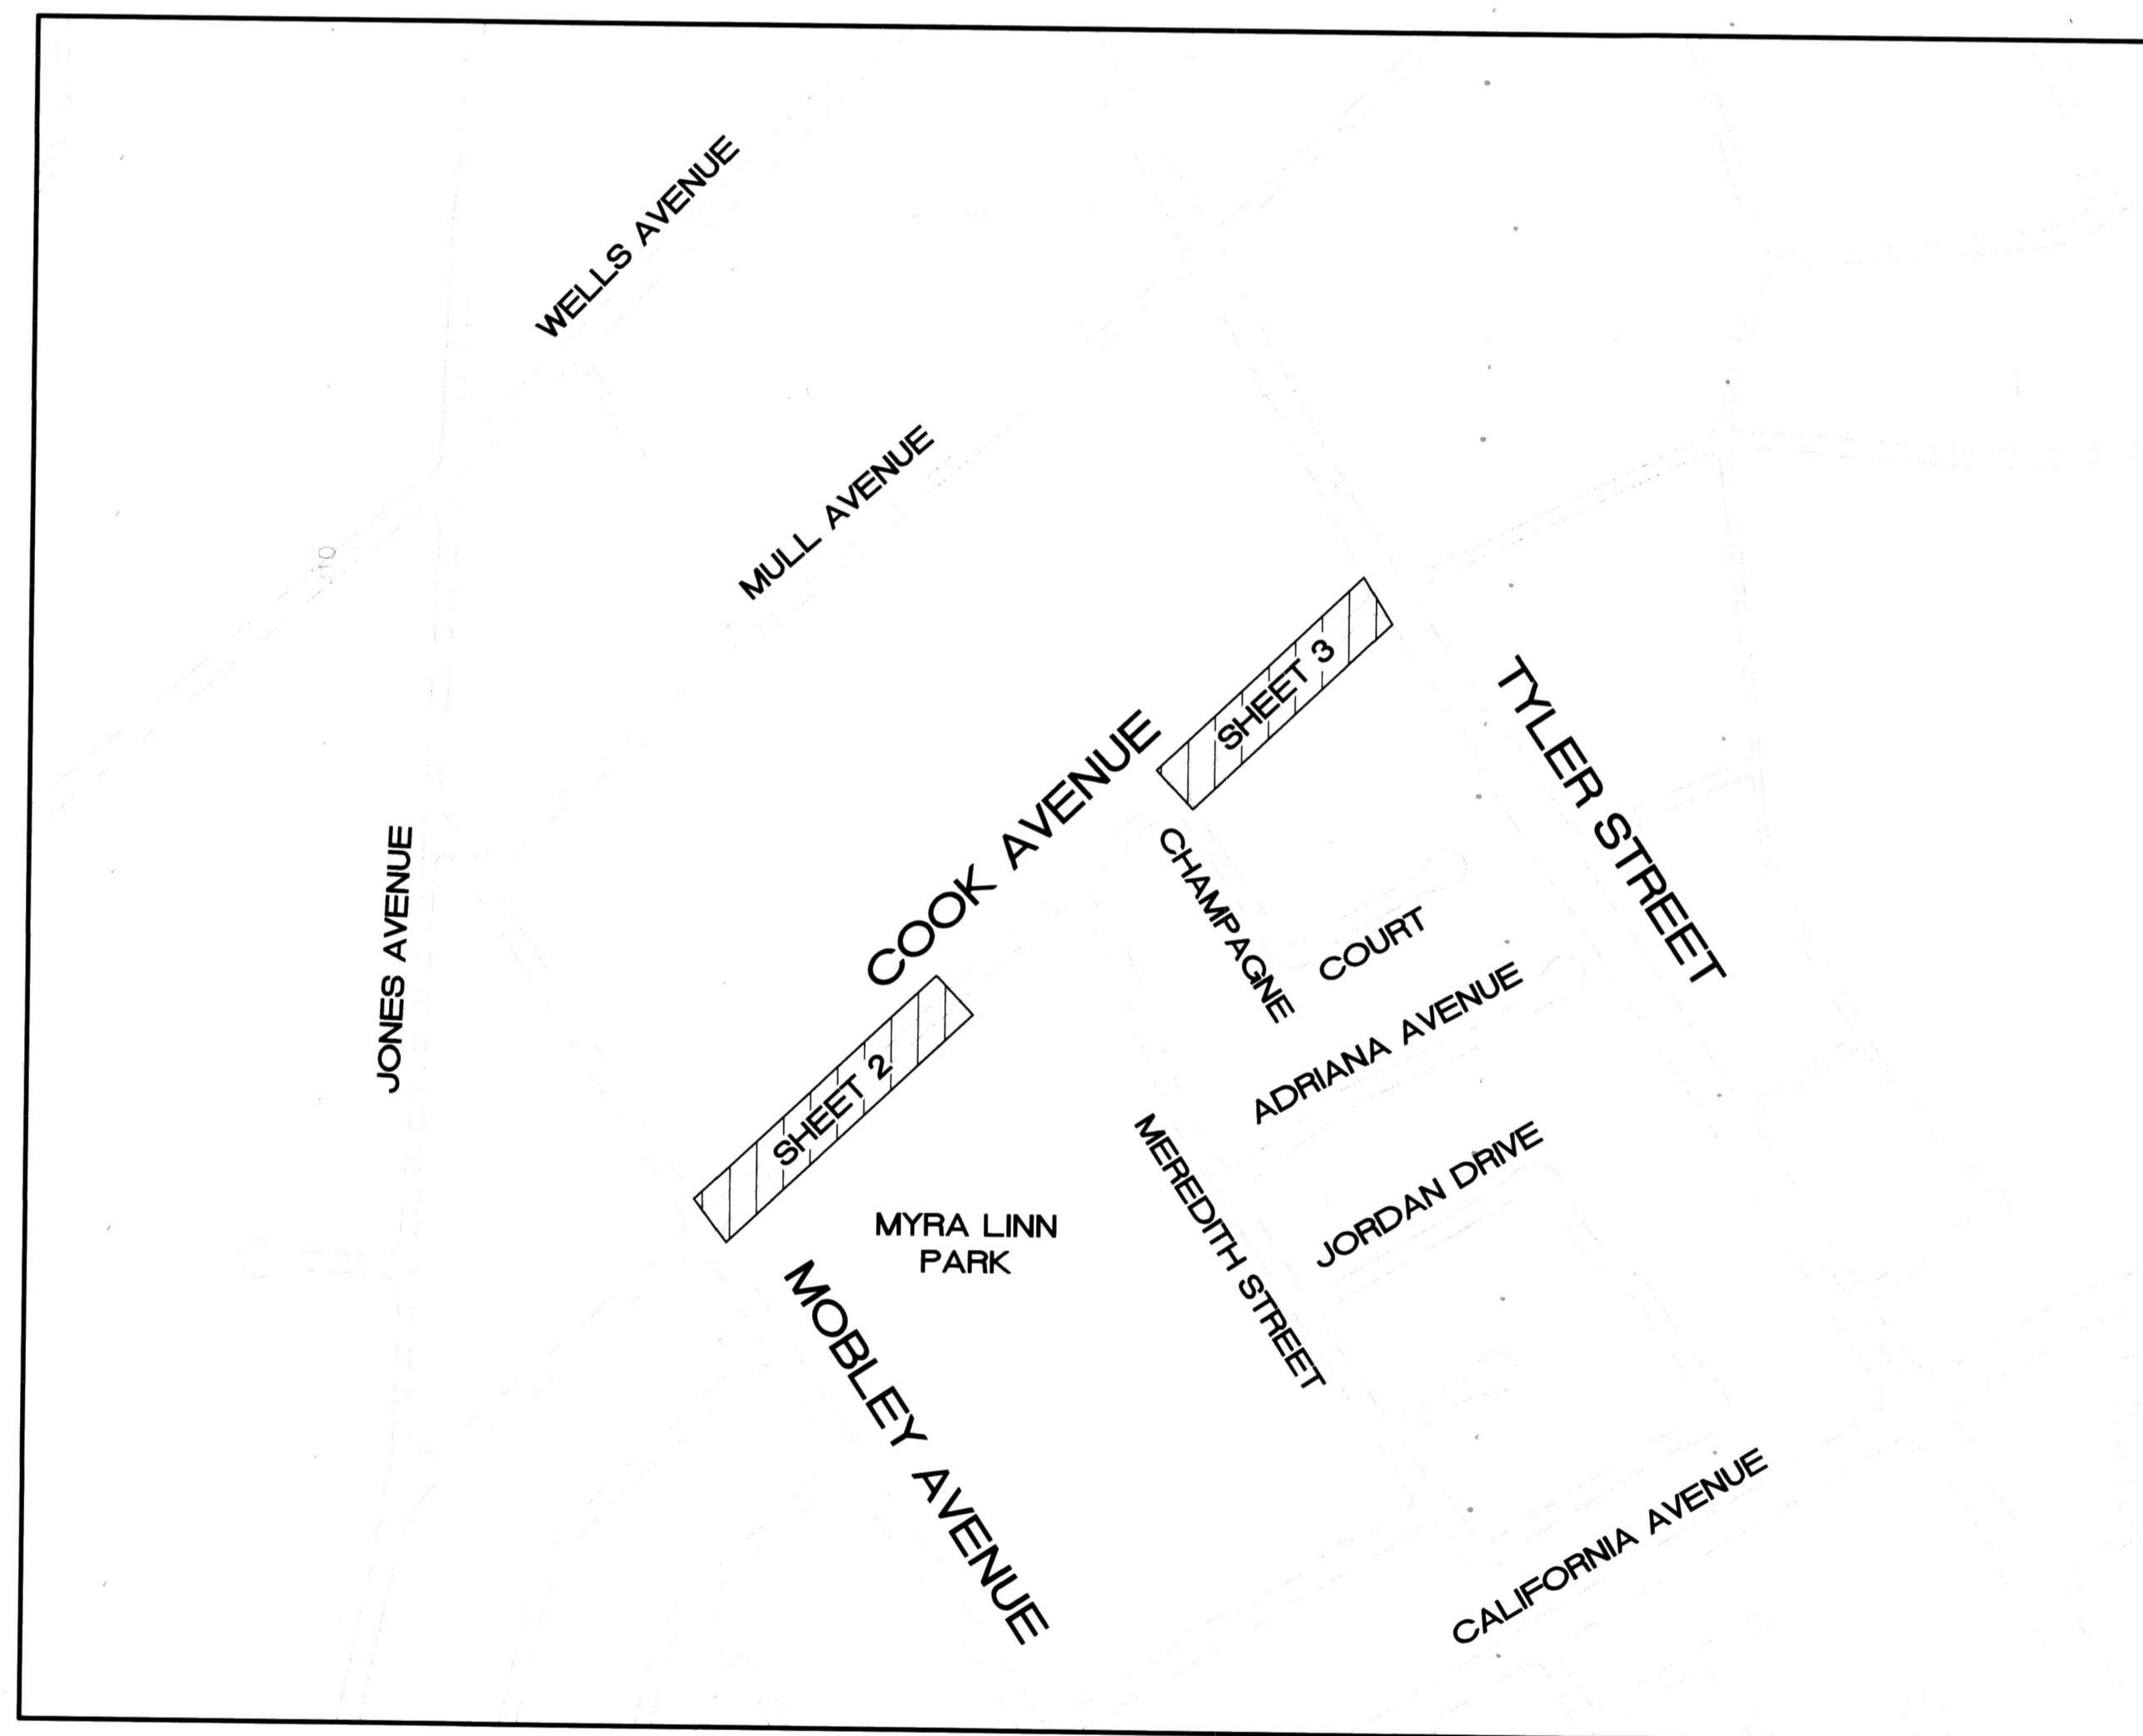 WELLS AVENUE
MULL AVENUE
SHEET 3
TYLER STREET
COOK AVENUE
JONES AVENUE
CHAMPAGNE
COURT
ADRIANA AVENUE
SHEET 2
MEREDITH STREET
JORDAN DRIVE
MYRA LINN
PARK
MOBLEY AVENUE
CALIFORNIA AVENUE